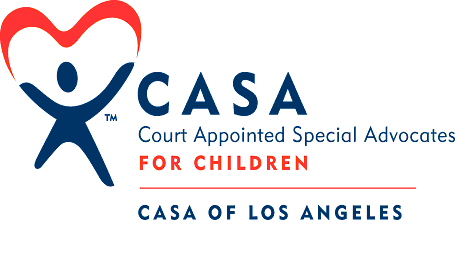 CASA
TM
Court Appointed Special Advocates
FOR CHILDREN
CASA OF LOS ANGELES